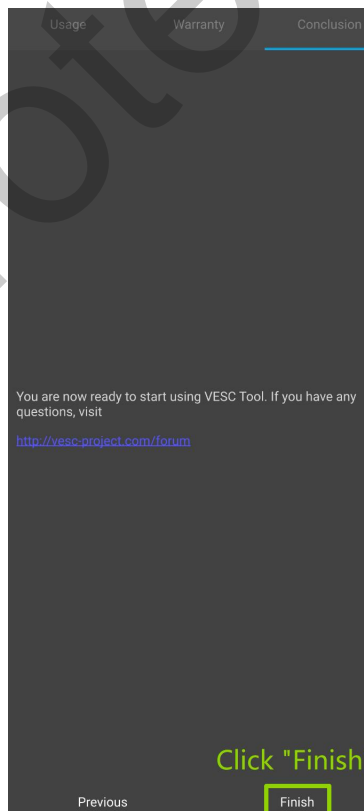 Usage Warranty Conclusion
You are now ready to start using VESC Tool. If you have any
questions, visit
http://vesc-project.com/forum
Click "Finish
Previous Finish